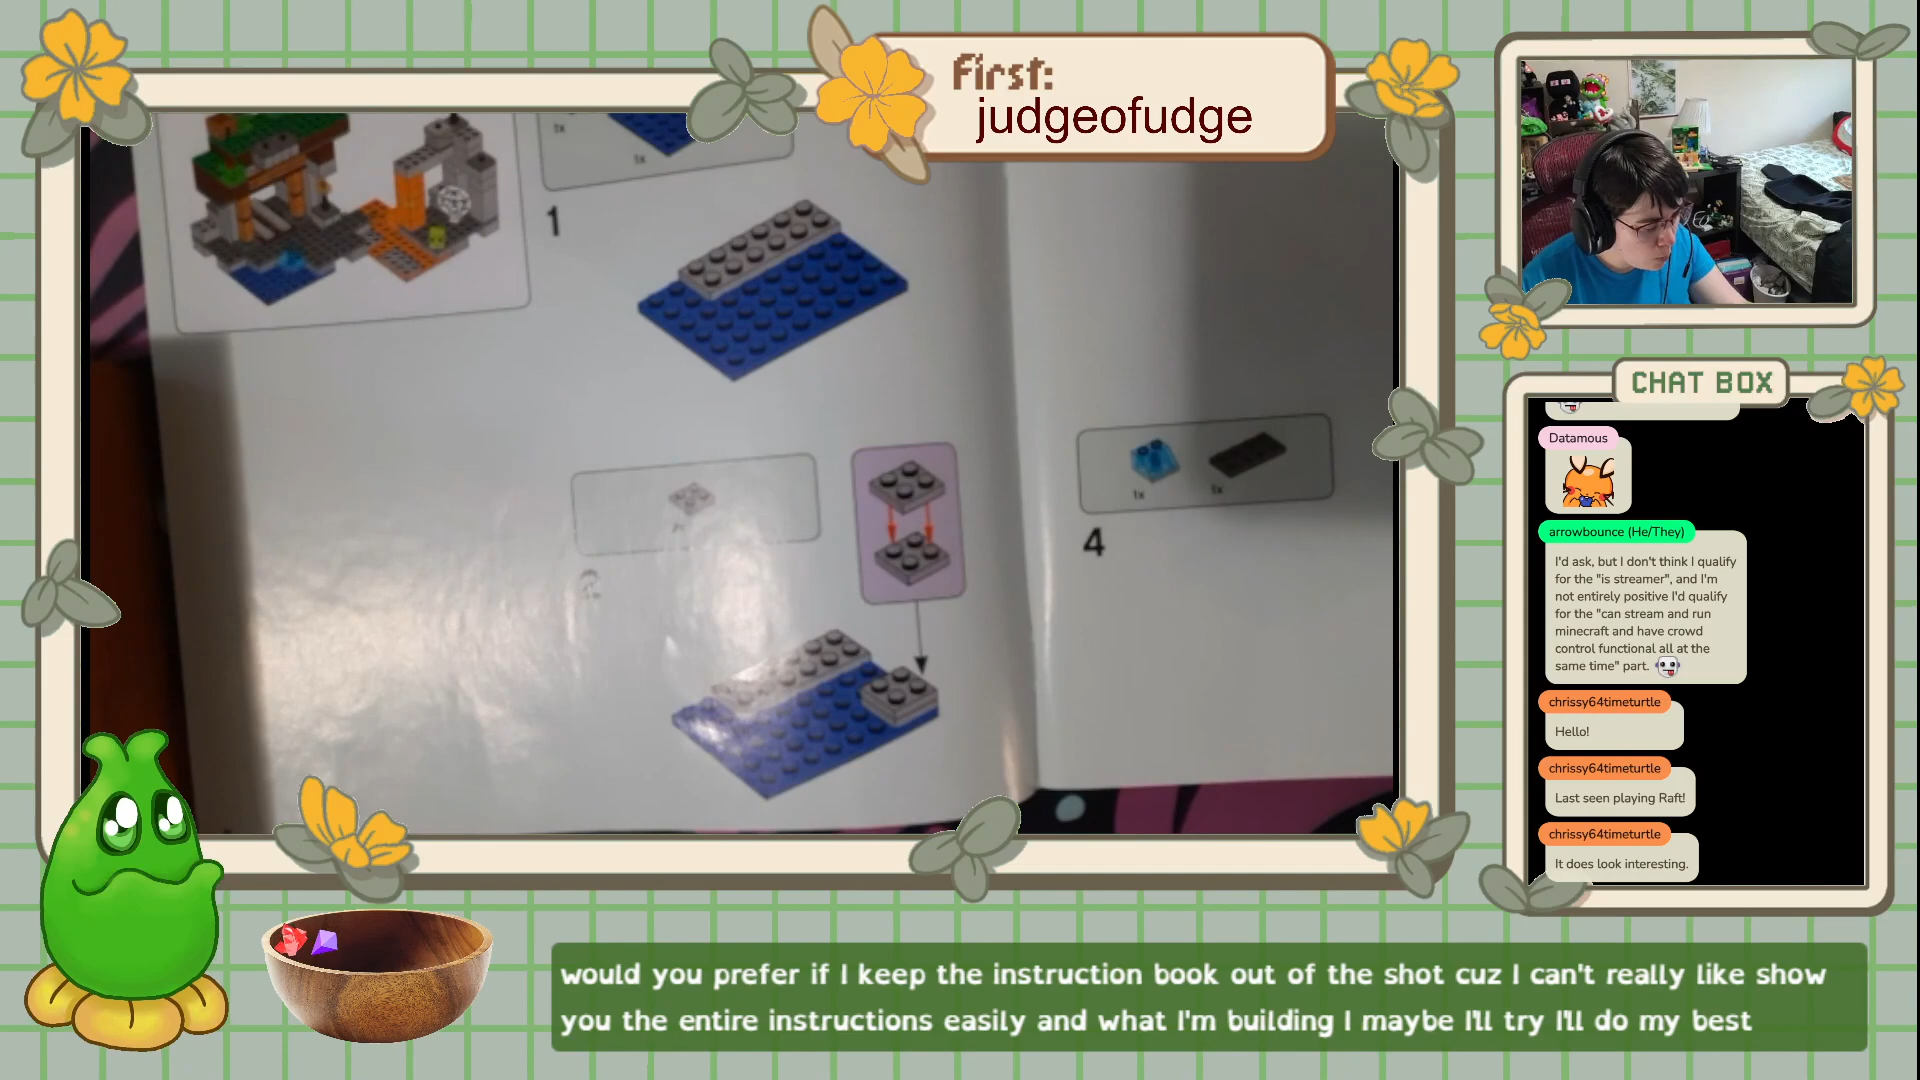 First:
judgeofudge
1x
1x
1
1x
1x
4
CHAT BOX
Datamous
arrowbounce (He/They)
I'd ask, but I don't think I qualify
for the "is streamer", and I'm
not entirely positive I'd qualify
for the "can stream and run
minecraft and have crowd
control functional all at the
same time" part.
chrissy64timeturtle
Hello!
chrissy64timeturtle
Last seen playing Raft!
chrissy64timeturtle
It does look interesting.
would you prefer if I keep the instruction book out of the shot cuz I can't really like show
you the entire instructions easily and what I'm building I maybe I'll try I'll do my best